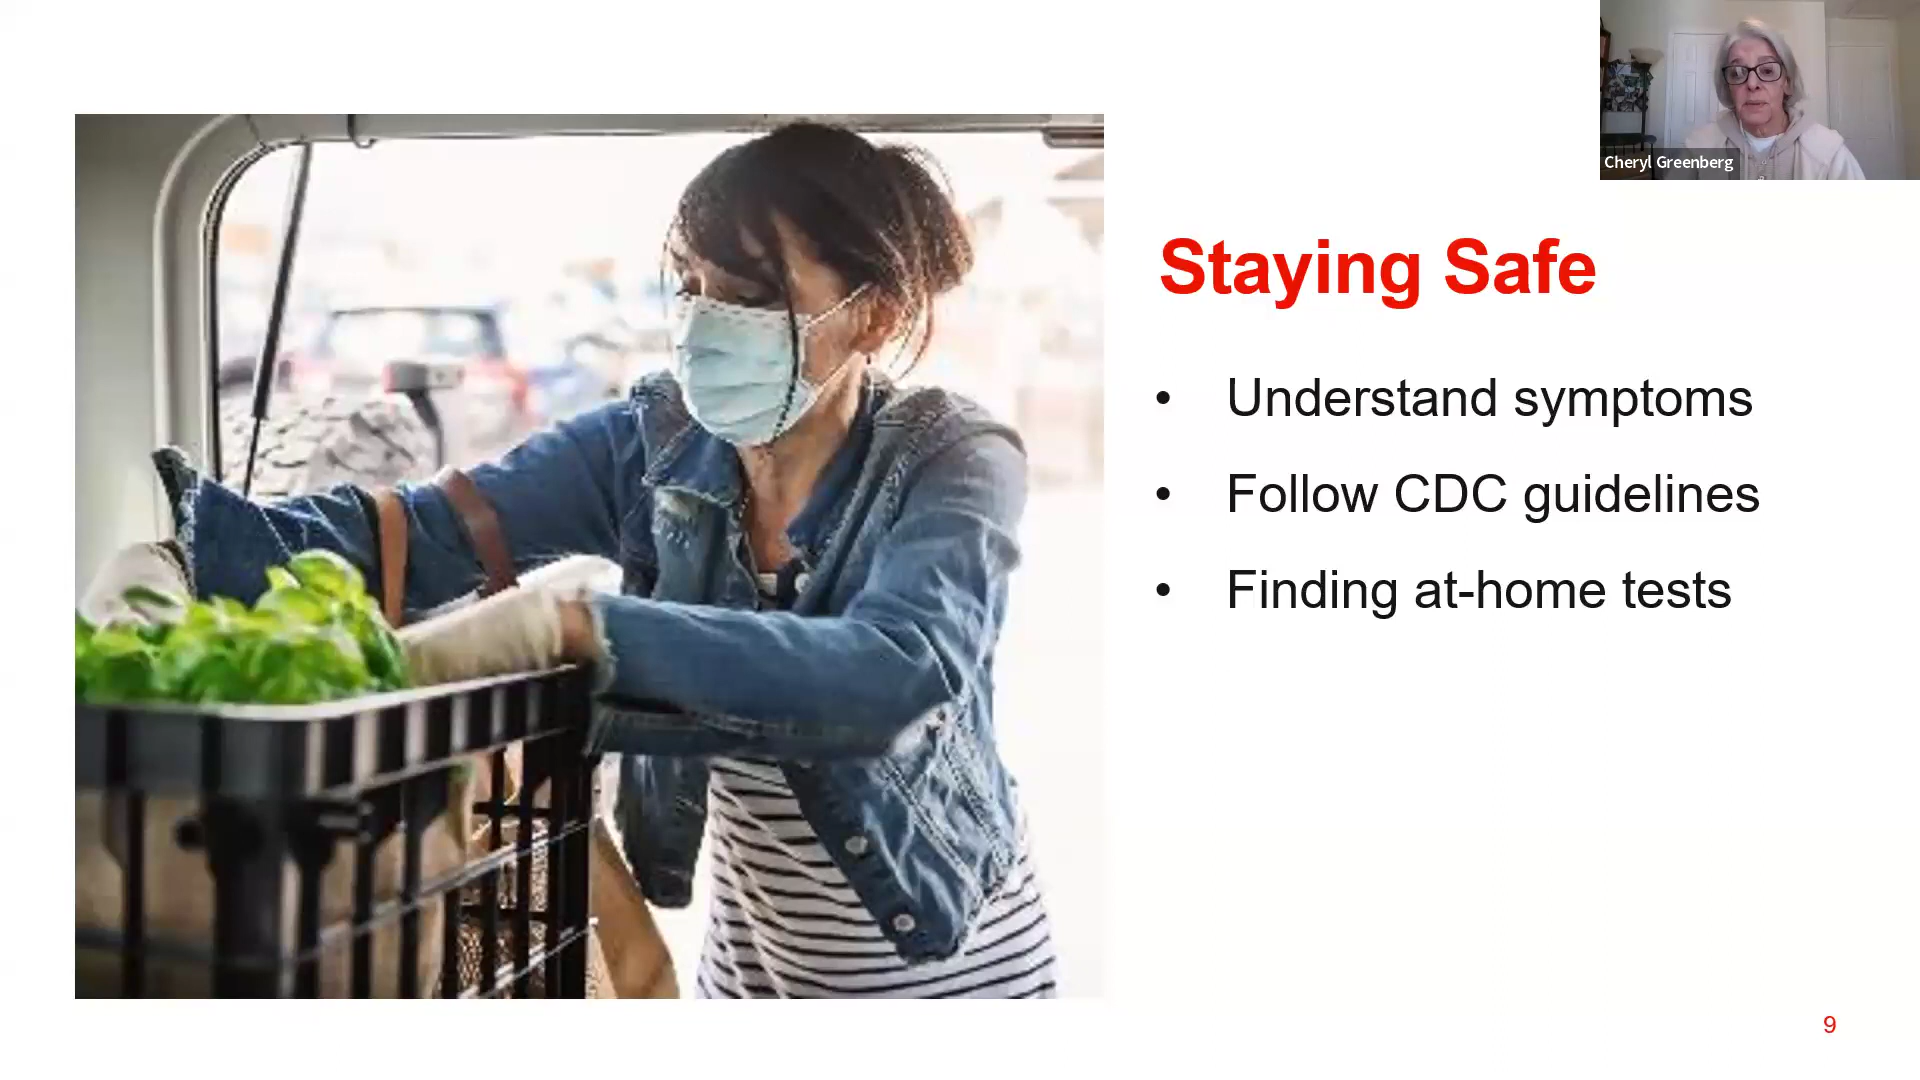 Cheryl Greenberg
Staying Safe
• Understand symptoms
• Follow CDC guidelines
• Finding at-home tests
9